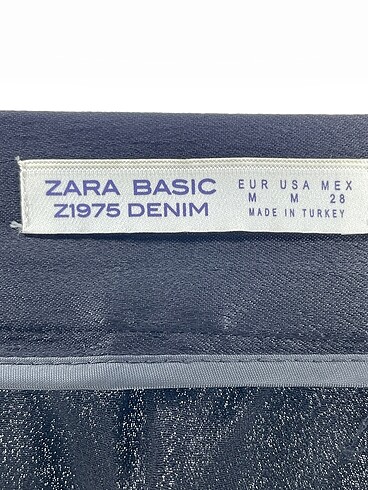 ZARA BASIC
Z1975 DENIM
EUR USA MEX
M M 28
MADE IN TURKEY